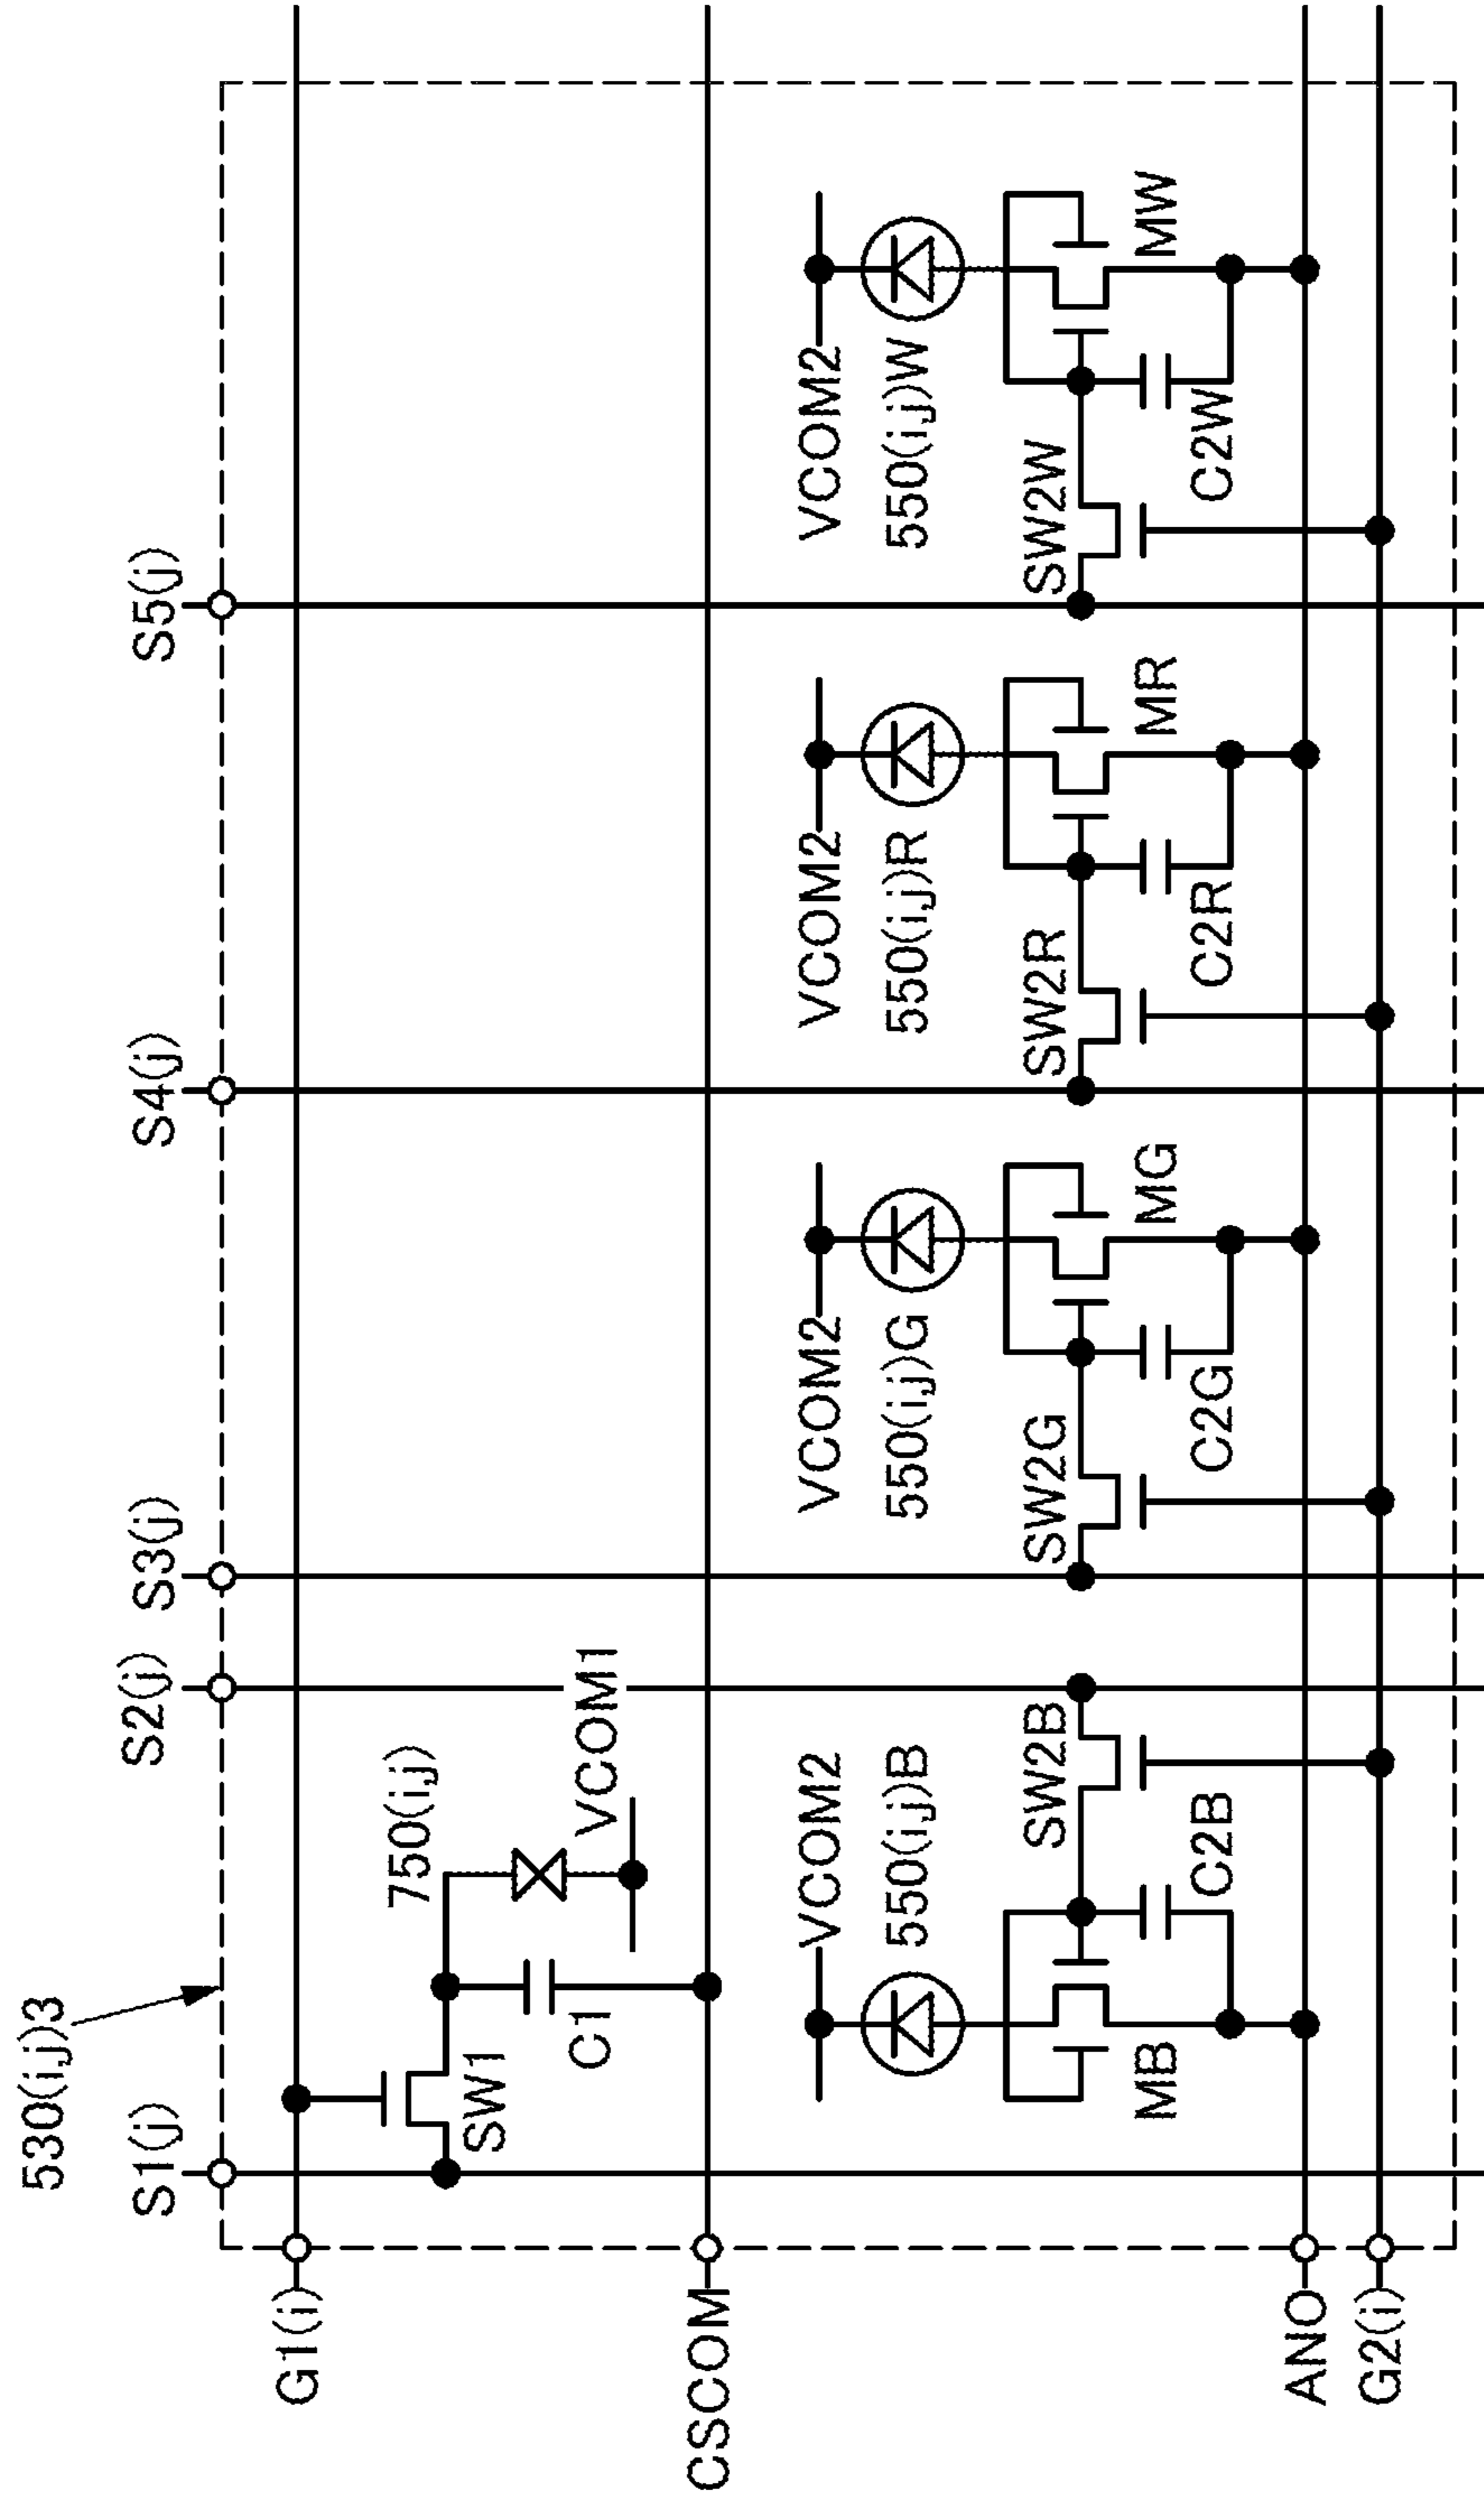 530(i,j)3
S1(j)
S2(j)
S3(j)
S4(j)
S5(j)
G1(i)
750(i,j)
SW1
C1
VCOM1
CSCOM
VCOM2
VCOM2
VCOM2
VCOM2
550(i,j)B
550(i,j)G
550(i,j)R
550(i,j)W
SW2B
SW2G
SW2R
SW2W
MB
MG
MR
MW
C2B
C2G
C2R
C2W
ANO
G2(i)